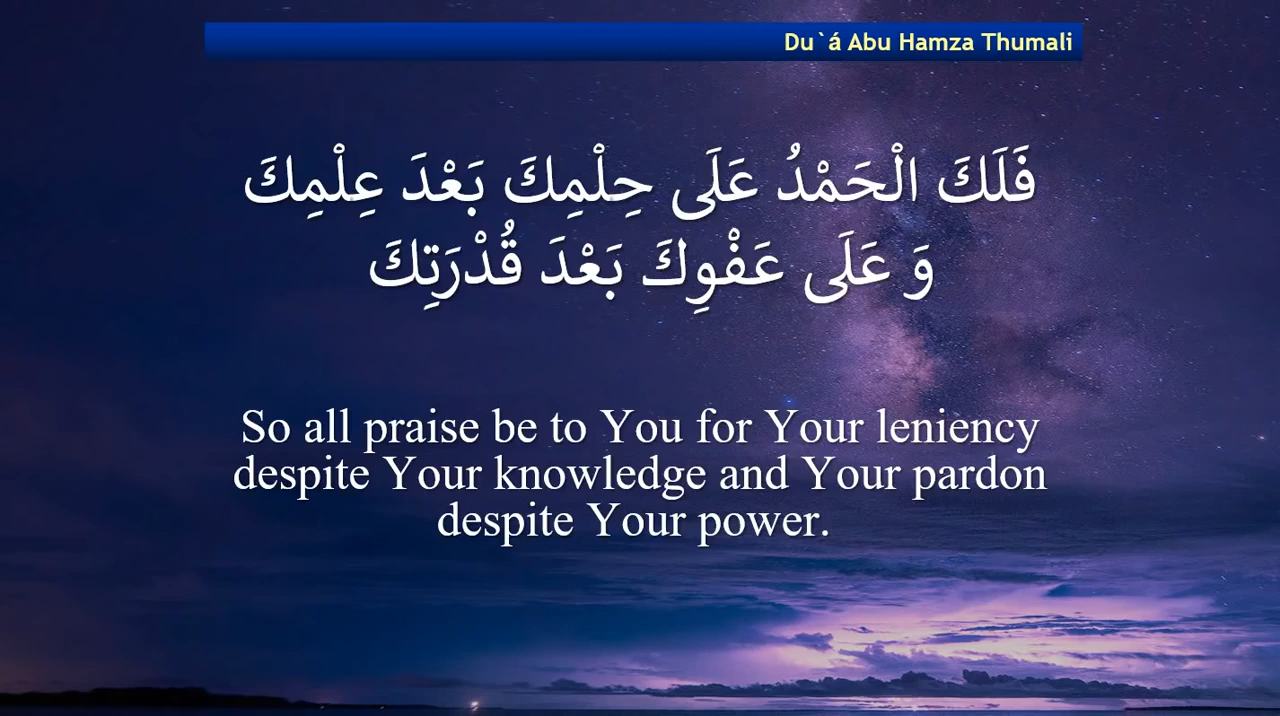 Du`á Abu Hamza Thumali
فَلَكَ الْحَمْدُ عَلَى حِلْمِكَ بَعْدَ عِلْمِكَ
وَ عَلَى عَفْوِكَ بَعْدَ قُدْرَتِكَ
So all praise be to You for Your leniency
despite Your knowledge and Your pardon
despite Your power.